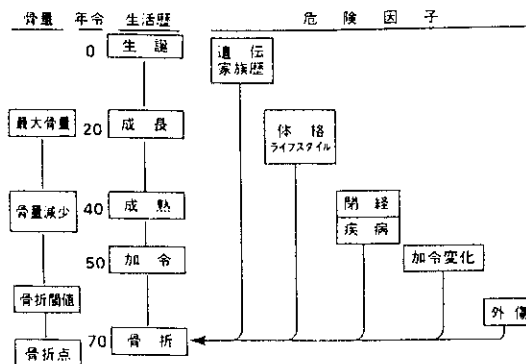 骨量 年令 生活歴 危険因子
0 生誕
遺伝
家族歴
最大骨量 20 成長
体格
ライフスタイル
骨量減少 40 成熟
閉経
疾病
50 加令
加令変化
骨折閾値
外傷
70 骨折
骨折点